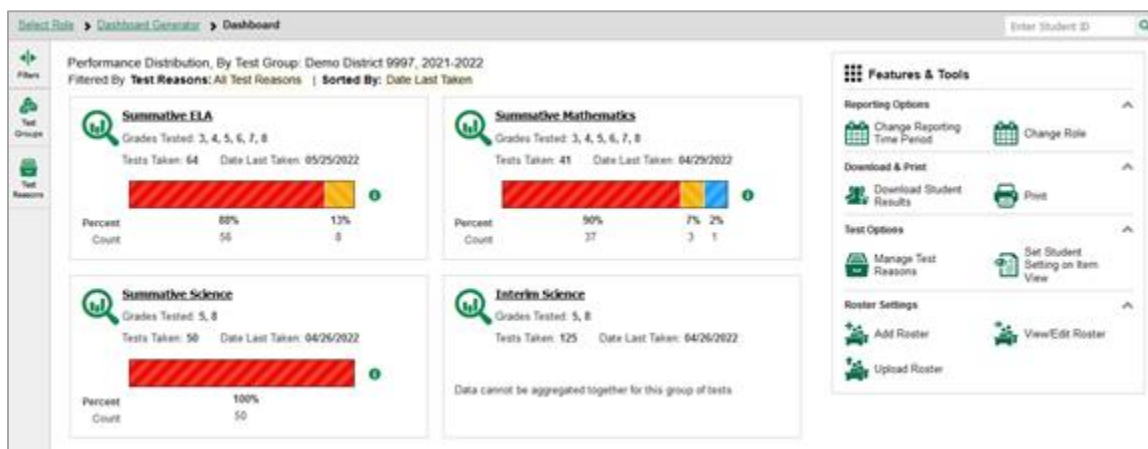 Select Role > Dashboard Generator > Dashboard
Enter Student ID
Filters
Test
Groups
Test
Reasons
Performance Distribution, By Test Group: Demo District 9997, 2021-2022
Filtered By Test Reasons: All Test Reasons | Sorted By: Date Last Taken
Summative ELA
Grades Tested: 3, 4, 5, 6, 7, 8
Tests Taken: 64 Date Last Taken: 05/25/2022
Percent 88% 13%
Count 56 8
Summative Mathematics
Grades Tested: 3, 4, 5, 6, 7, 8
Tests Taken: 41 Date Last Taken: 04/29/2022
Percent 90% 7% 2%
Count 37 3 1
Summative Science
Grades Tested: 5, 8
Tests Taken: 50 Date Last Taken: 04/26/2022
Percent 100%
Count 50
Interim Science
Grades Tested: 5, 8
Tests Taken: 125 Date Last Taken: 04/26/2022
Data cannot be aggregated together for this group of tests
Features & Tools
Reporting Options
Change Reporting
Time Period
Change Role
Download & Print
Download Student
Results
Print
Test Options
Manage Test
Reasons
Set Student
Setting on Item
View
Roster Settings
Add Roster
View/Edit Roster
Upload Roster